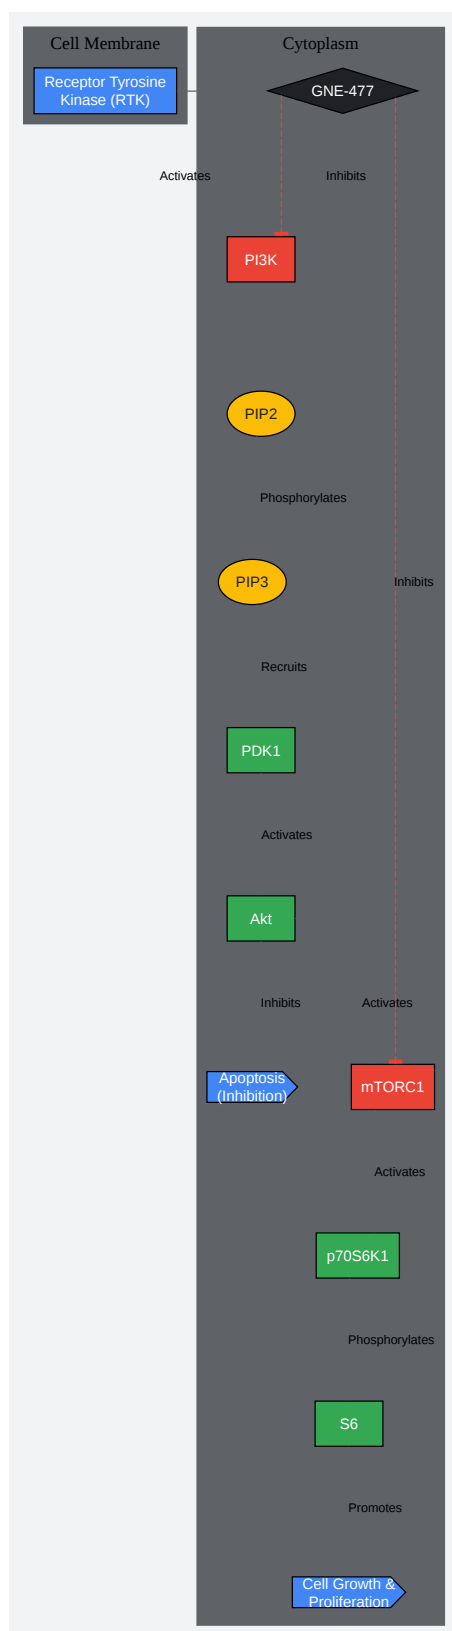 Cell Membrane
Cytoplasm
Receptor Tyrosine
Kinase (RTK)
GNE-477
Activates
Inhibits
PI3K
PIP2
Phosphorylates
PIP3
Inhibits
Recruits
PDK1
Activates
Akt
Inhibits
Activates
Apoptosis
(Inhibition)
mTORC1
Activates
p70S6K1
Phosphorylates
S6
Promotes
Cell Growth &
Proliferation